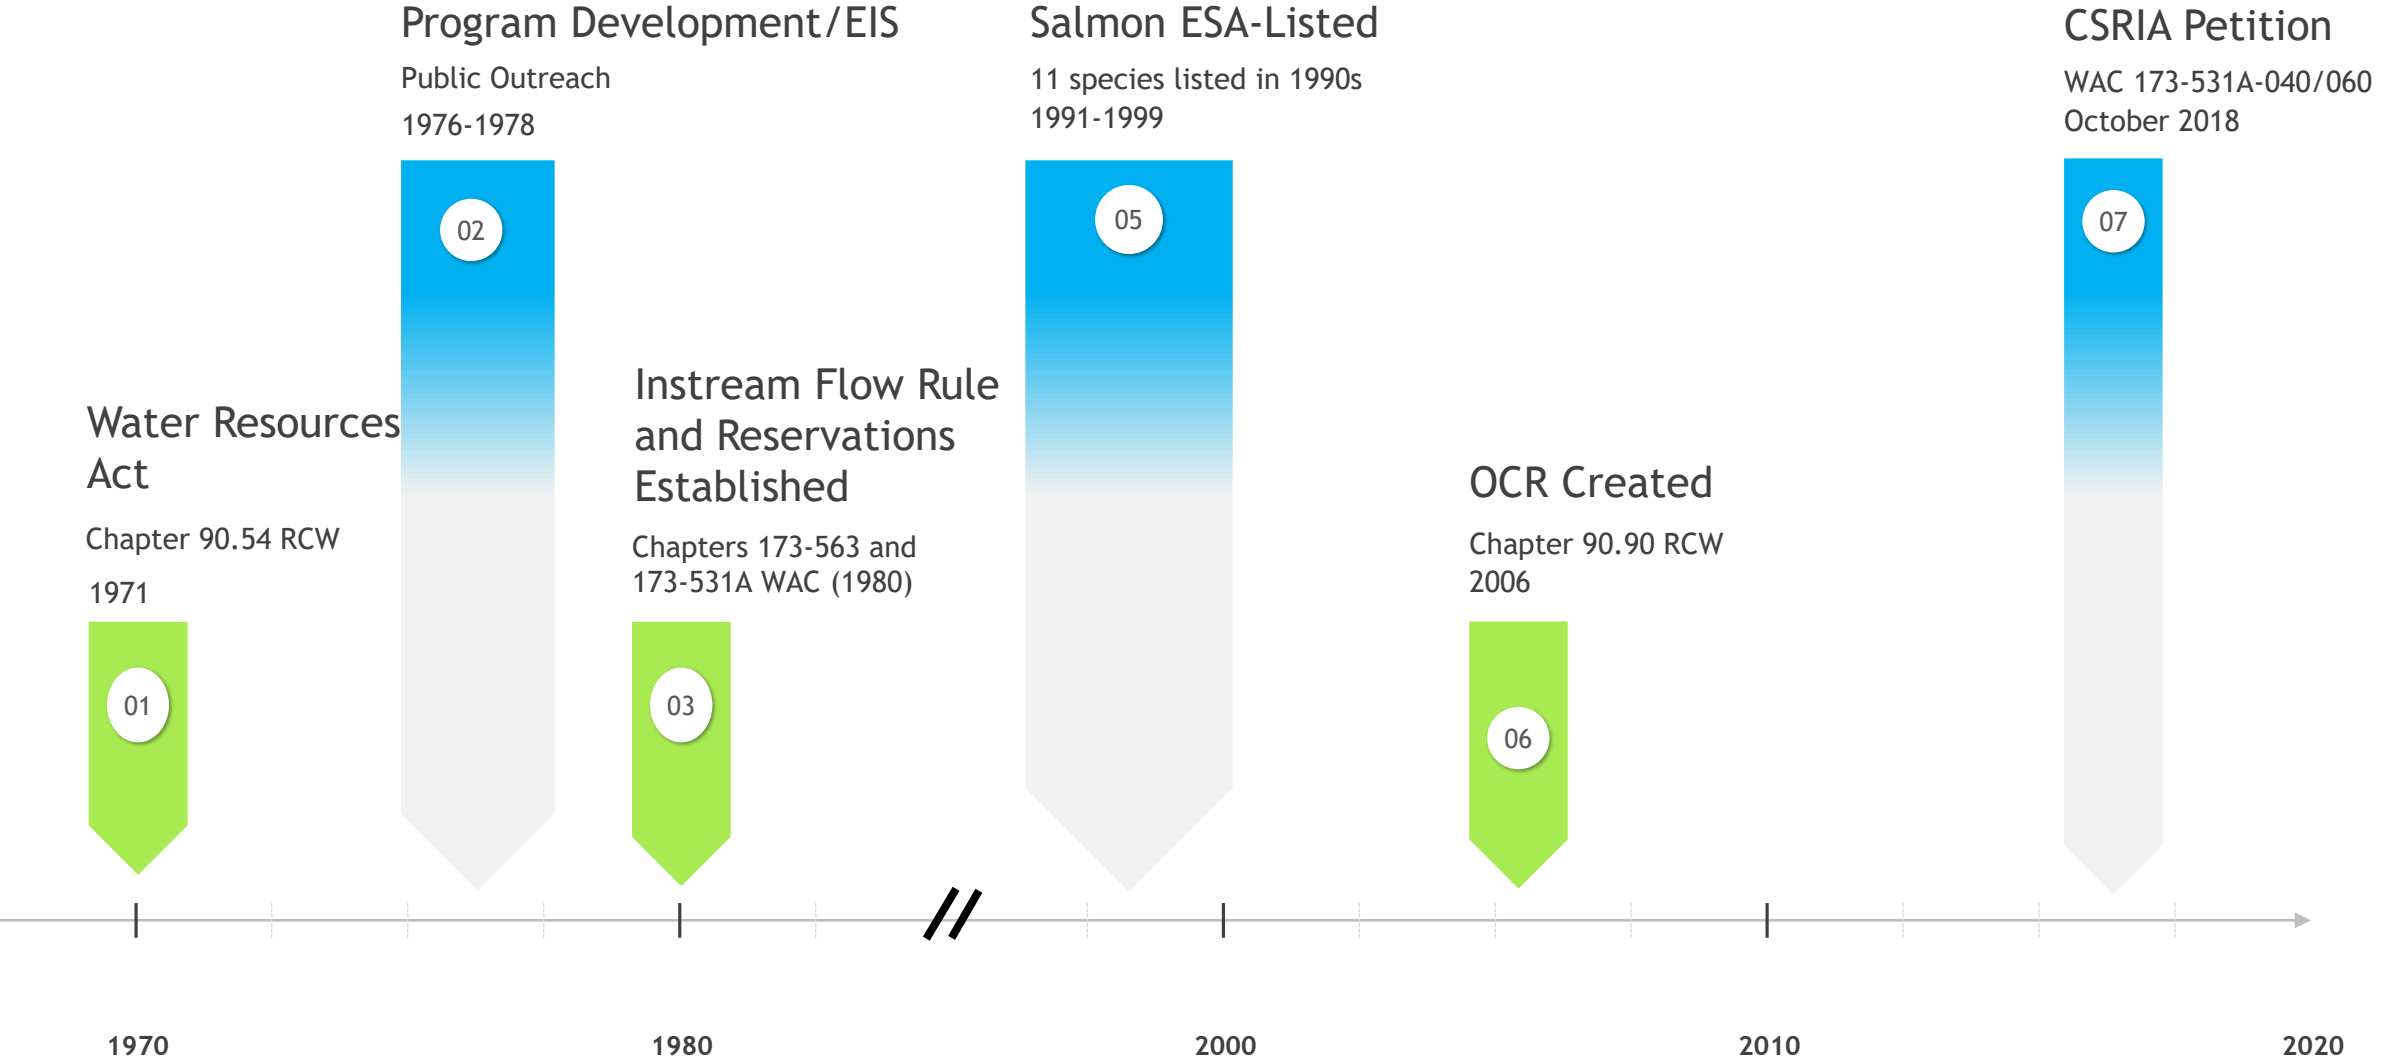 Program Development/EIS
Public Outreach
1976-1978
02
Salmon ESA-Listed
11 species listed in 1990s
1991-1999
05
CSRIA Petition
WAC 173-531A-040/060
October 2018
07
Water Resources
Act
Chapter 90.54 RCW
1971
01
Instream Flow Rule
and Reservations
Established
Chapters 173-563 and
173-531A WAC (1980)
03
OCR Created
Chapter 90.90 RCW
2006
06
1970
1980
2000
2010
2020